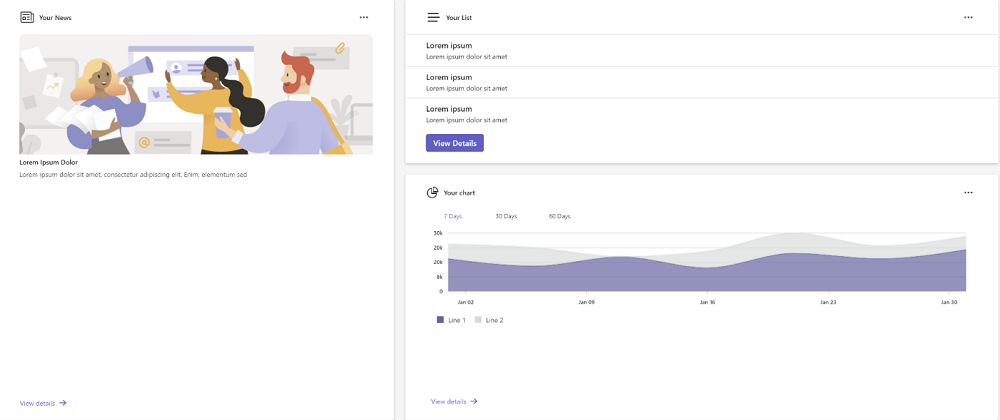 Your News
Lorem Ipsum Dolor
Lorem ipsum dolor sit amet, consectetur adipiscing elit. Enim, elementum sed
View details
Your List
Lorem ipsum
Lorem ipsum dolor sit amet
Lorem ipsum
Lorem ipsum dolor sit amet
Lorem ipsum
Lorem ipsum dolor sit amet
View Details
Your chart
7 Days 30 Days 60 Days
30k
20k
20k
8k
0
Jan 02 Jan 09 Jan 16 Jan 23 Jan 30
Line 1 Line 2
View details